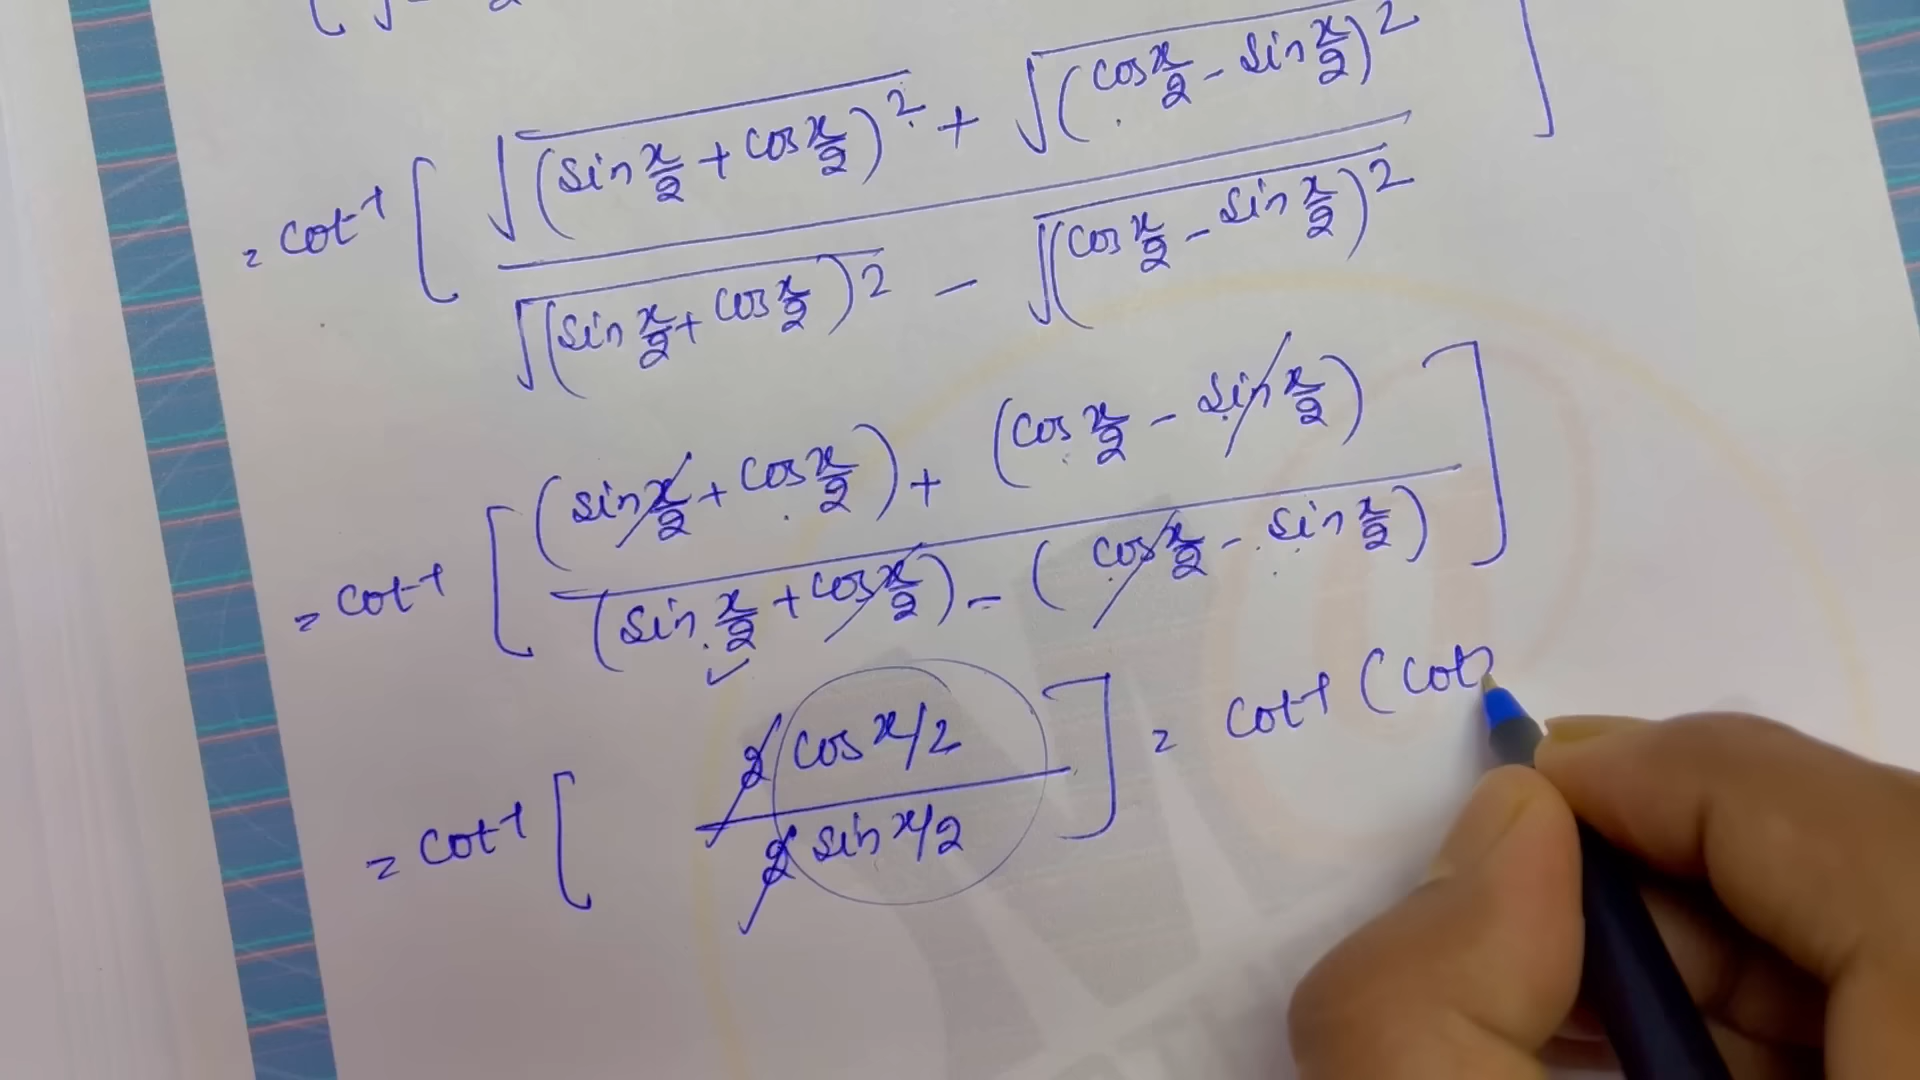 = cot⁻¹ [ √(sin x/2 + cos x/2)² + √(cos x/2 - sin x/2)² ]
√(sin x/2 + cos x/2)² - √(cos x/2 - sin x/2)²
= cot⁻¹ [ (sin x/2 + cos x/2) + (cos x/2 - sin x/2) ]
(sin x/2 + cos x/2) - (cos x/2 - sin x/2)
= cot⁻¹ [ 2 cos x/2 ] = cot⁻¹ (cot
2 sin x/2